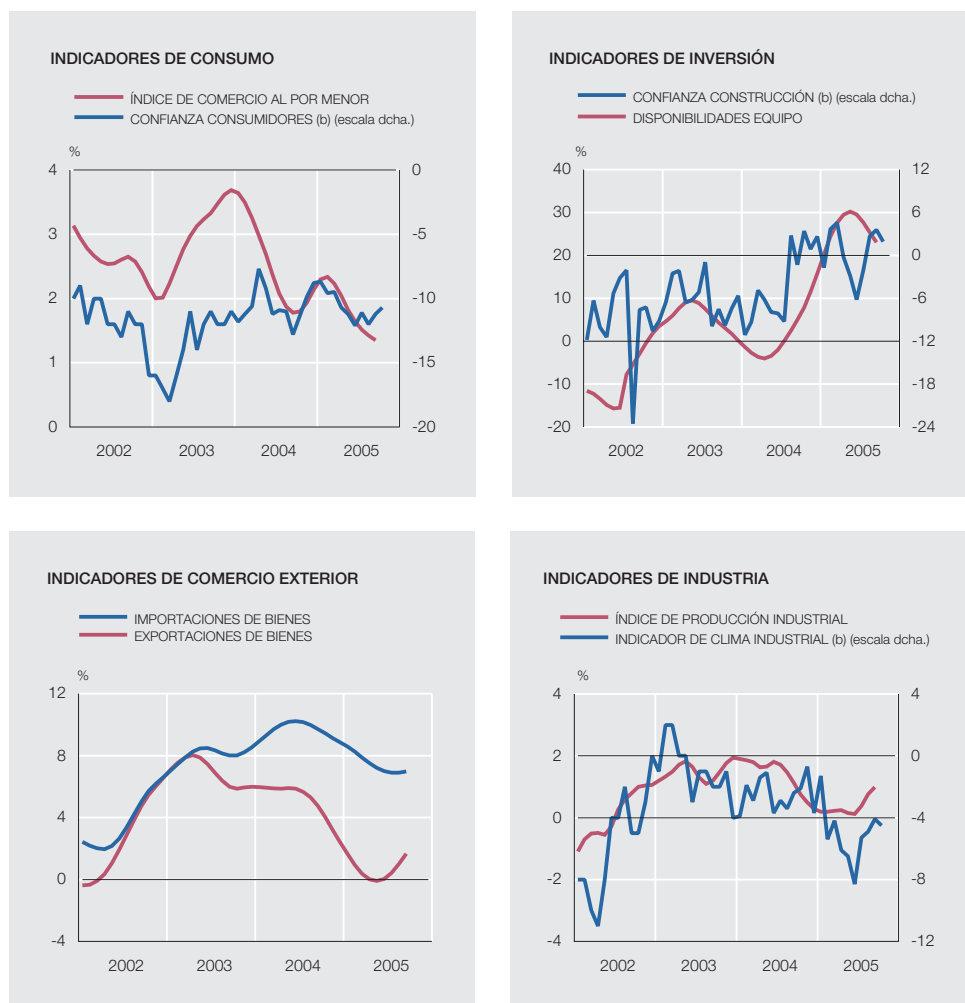 INDICADORES DE CONSUMO
ÍNDICE DE COMERCIO AL POR MENOR
CONFIANZA CONSUMIDORES (b) (escala dcha.)
%
4
3
2
1
0
0
-5
-10
-15
-20
2002 2003 2004 2005
INDICADORES DE INVERSIÓN
CONFIANZA CONSTRUCCIÓN (b) (escala dcha.)
DISPONIBILIDADES EQUIPO
%
40
30
20
10
0
-10
-20
12
6
0
-6
-12
-18
-24
2002 2003 2004 2005
INDICADORES DE COMERCIO EXTERIOR
IMPORTACIONES DE BIENES
EXPORTACIONES DE BIENES
%
12
8
4
0
-4
2002 2003 2004 2005
INDICADORES DE INDUSTRIA
ÍNDICE DE PRODUCCIÓN INDUSTRIAL
INDICADOR DE CLIMA INDUSTRIAL (b) (escala dcha.)
%
4
2
0
-2
-4
4
0
-4
-8
-12
2002 2003 2004 2005